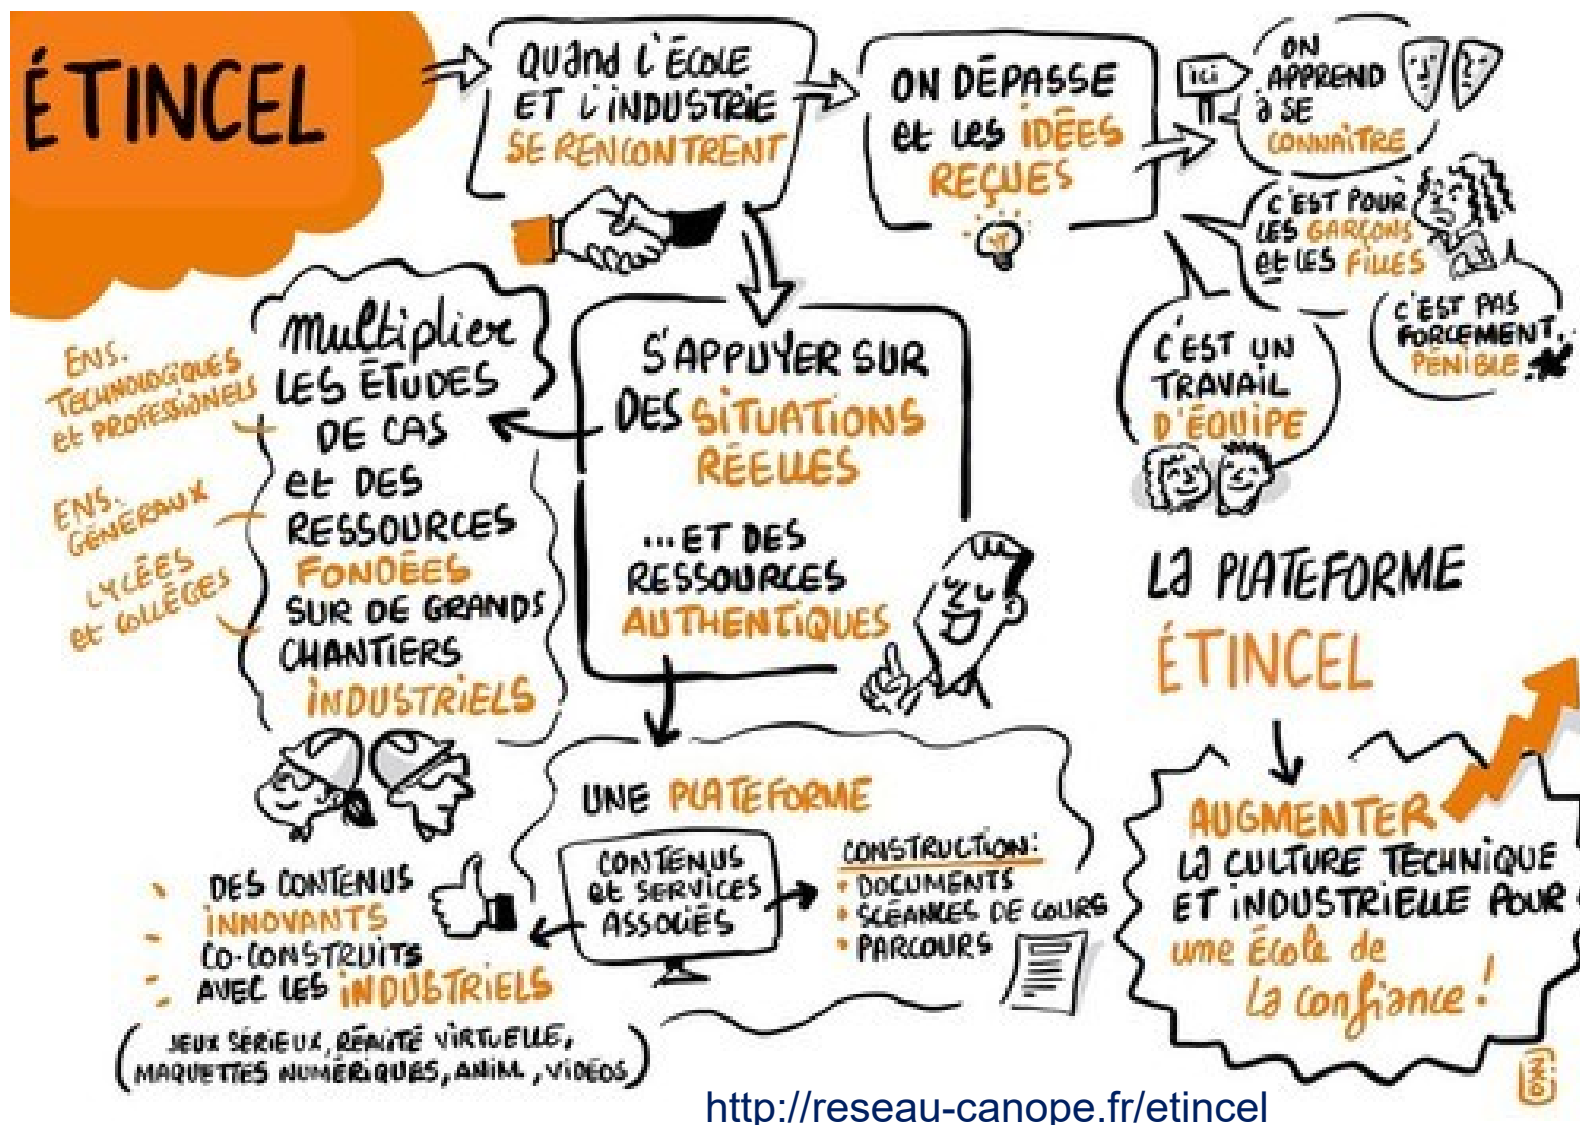 ÉTINCEL
QUAND L'ÉCOLE
ET L'INDUSTRIE
SE RENCONTRENT
ON DÉPASSE
et LES IDÉES
REÇUES
ici
ON
APPREND
à SE
CONNAÎTRE
C'EST POUR
LES GARÇONS
et LES FILLES
C'EST PAS
FORCEMENT
PÉNIBLE
C'EST UN
TRAVAIL
D'ÉQUIPE
ENS.
TECHNOLOGIQUES
et PROFESSIONELS
ENS.
GÉNÉRAUX
LYCÉES
et COLLÈGES
Multiplier
LES ÉTUDES
DE CAS
et DES
RESSOURCES
FONDÉES
SUR DE GRANDS
CHANTIERS
INDUSTRIELS
S'APPUYER SUR
DES SITUATIONS
RÉELLES
...ET DES
RESSOURCES
AUTHENTIQUES
LA PLATEFORME
ÉTINCEL
AUGMENTER
LA CULTURE TECHNIQUE
ET INDUSTRIELLE POUR
une École de
la confiance !
UNE PLATEFORME
CONTENUS
et SERVICES
ASSOCIÉS
CONSTRUCTION:
• DOCUMENTS
• SCÉANCES DE COURS
• PARCOURS
DES CONTENUS
INNOVANTS
CO-CONSTRUITS
AVEC LES INDUSTRIELS
(JEUX SÉRIEUX, RÉALITÉ VIRTUELLE,
MAQUETTES NUMÉRIQUES, ANIM, VIDÉOS)
http://reseau-canope.fr/etincel